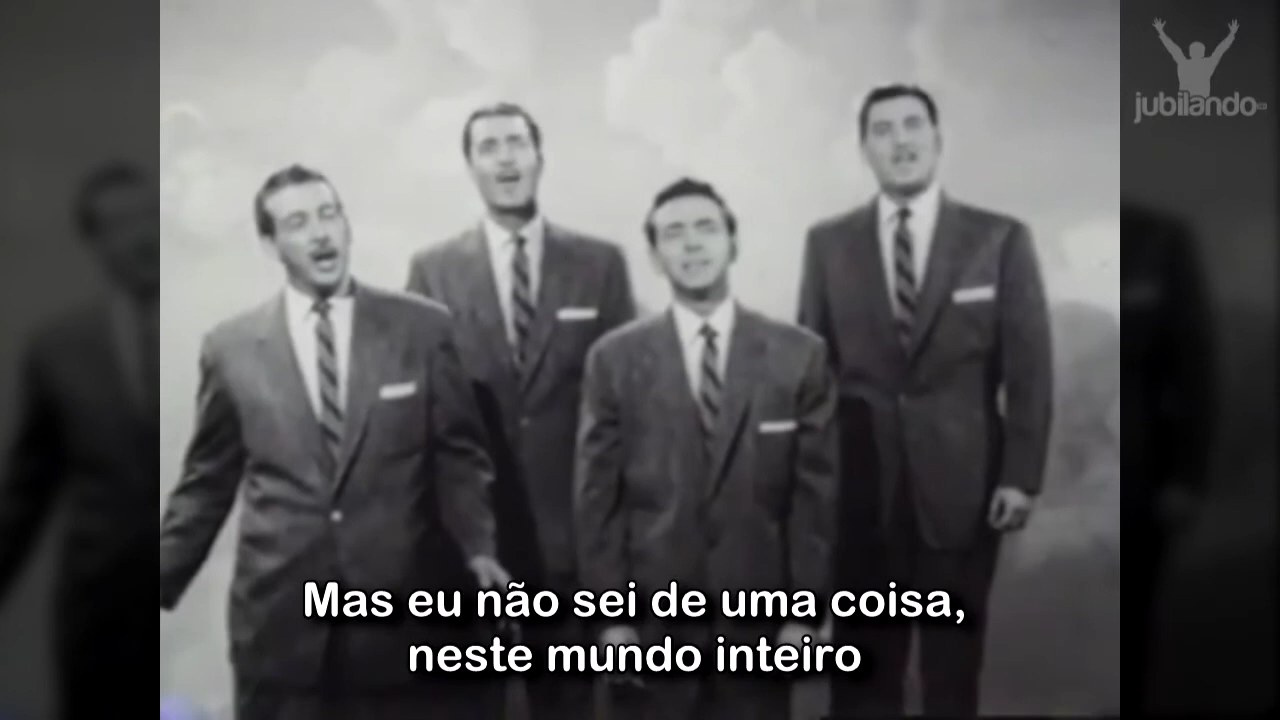 jubilando
Mas eu não sei de uma coisa,
neste mundo inteiro